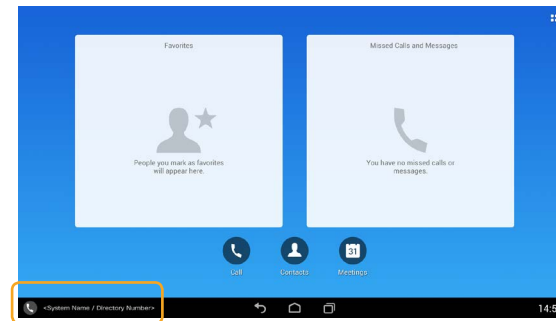 Favorites
People you mark as favorites
will appear here.
Missed Calls and Messages
You have no missed calls or
messages.
31
Call
Contacts
Meetings
<System Name / Directory Number>